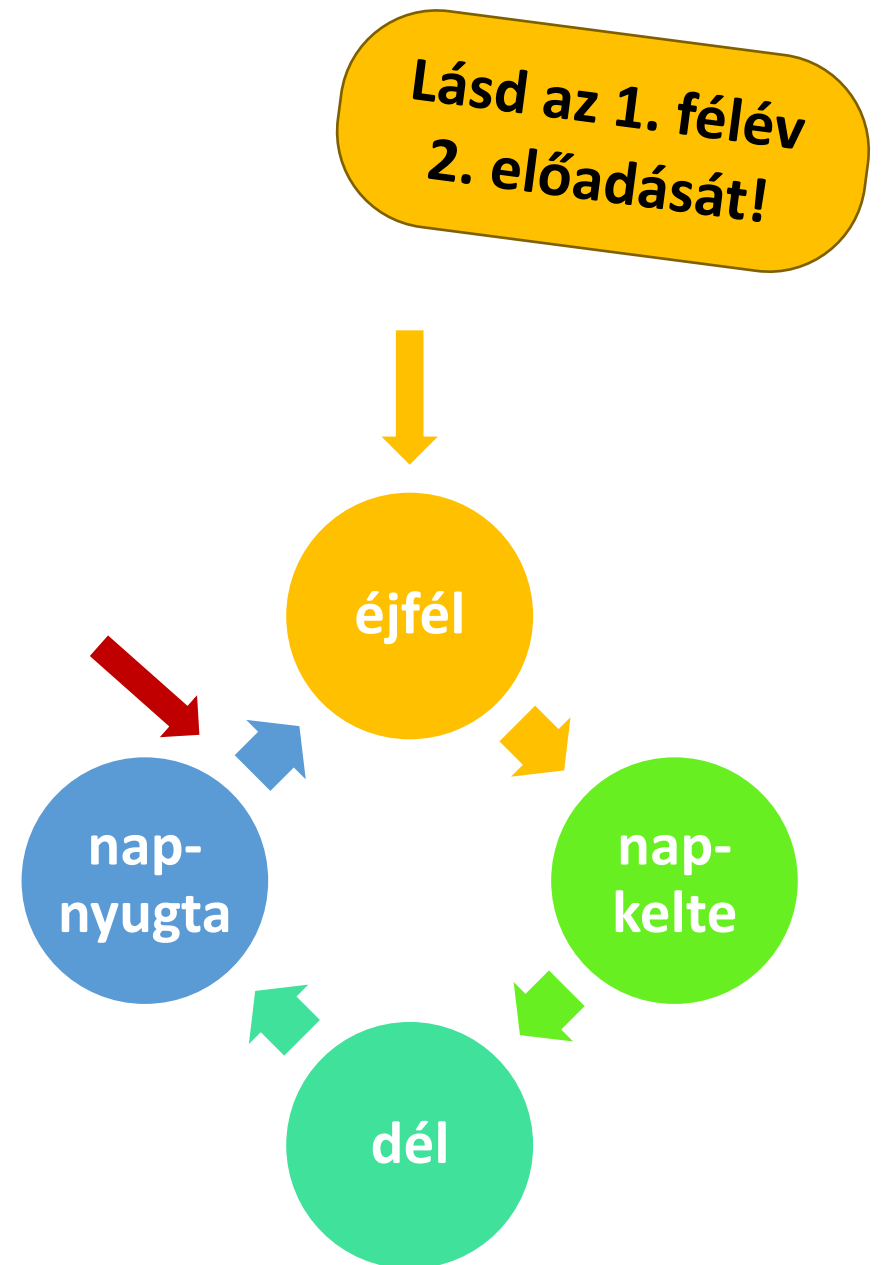 Lásd az 1. félév
2. előadását!
éjfél
nap-
nyugta
nap-
kelte
dél